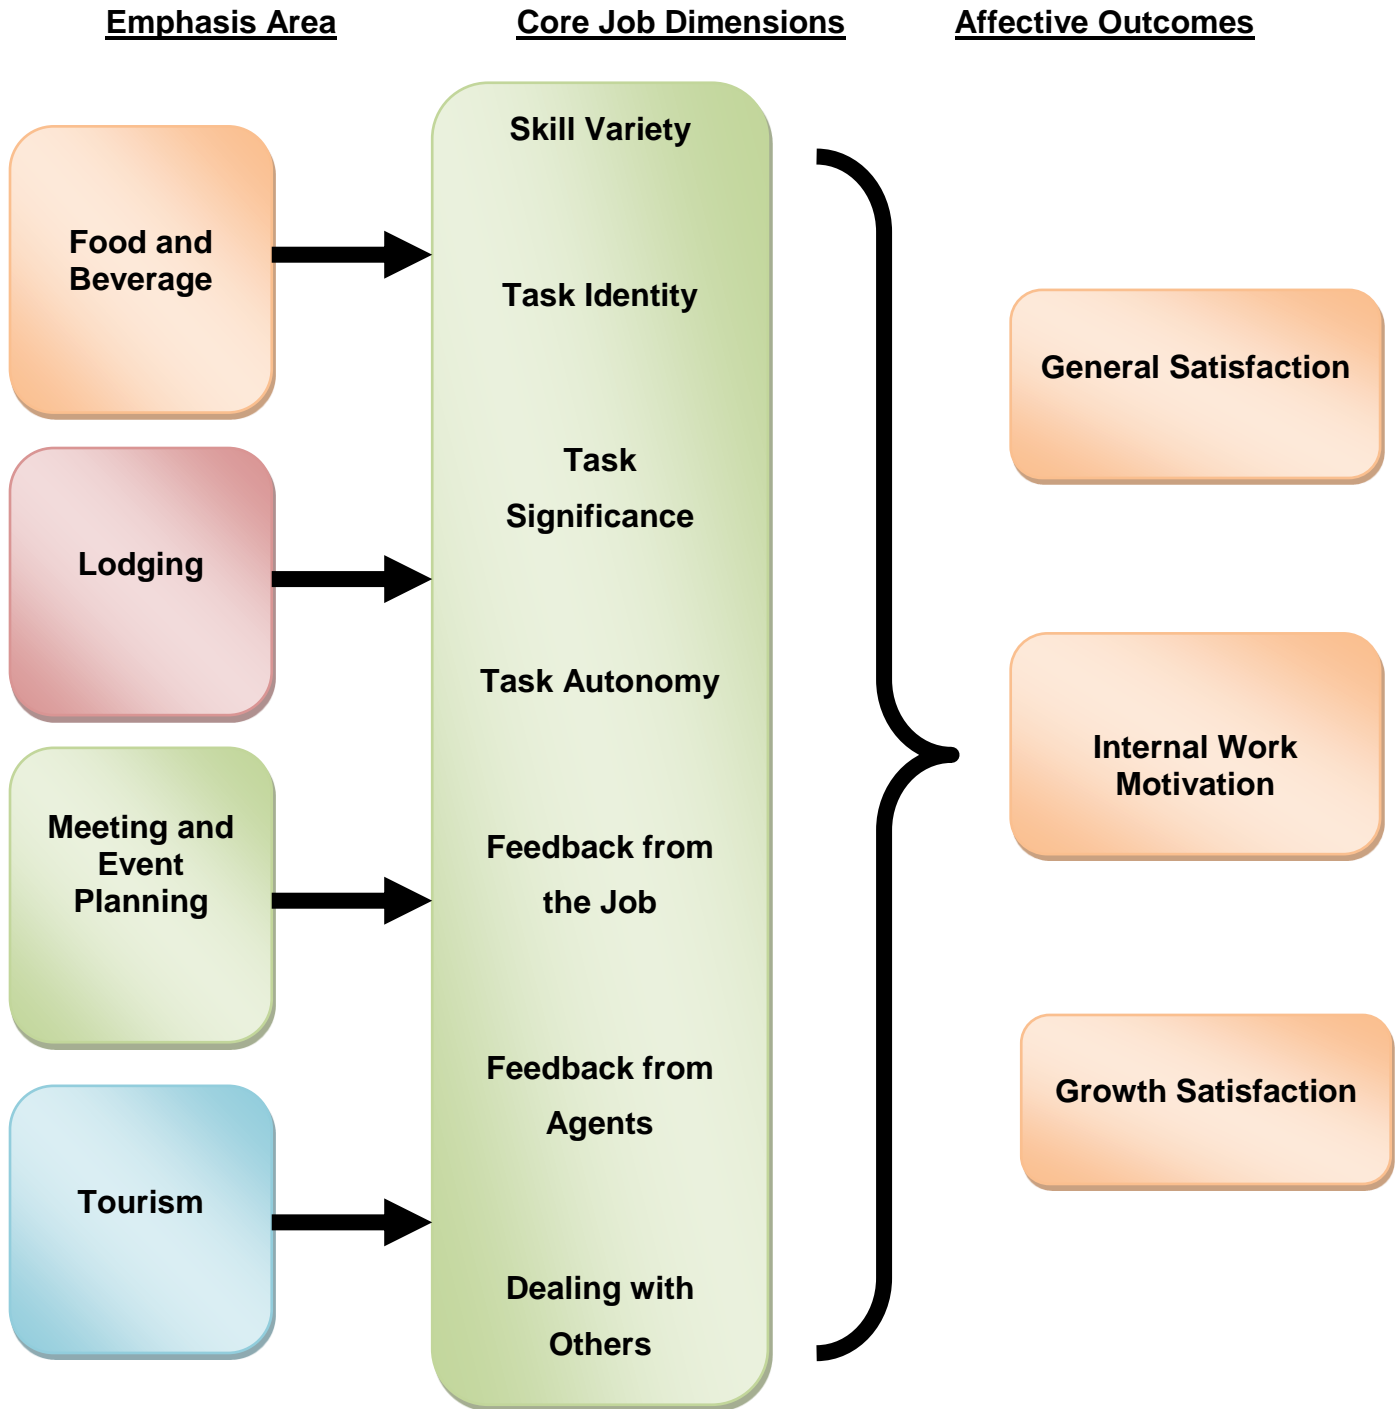 Emphasis Area
Core Job Dimensions
Affective Outcomes
Food and
Beverage
Lodging
Meeting and
Event
Planning
Tourism
Skill Variety
Task Identity
Task
Significance
Task Autonomy
Feedback from
the Job
Feedback from
Agents
Dealing with
Others
General Satisfaction
Internal Work
Motivation
Growth Satisfaction